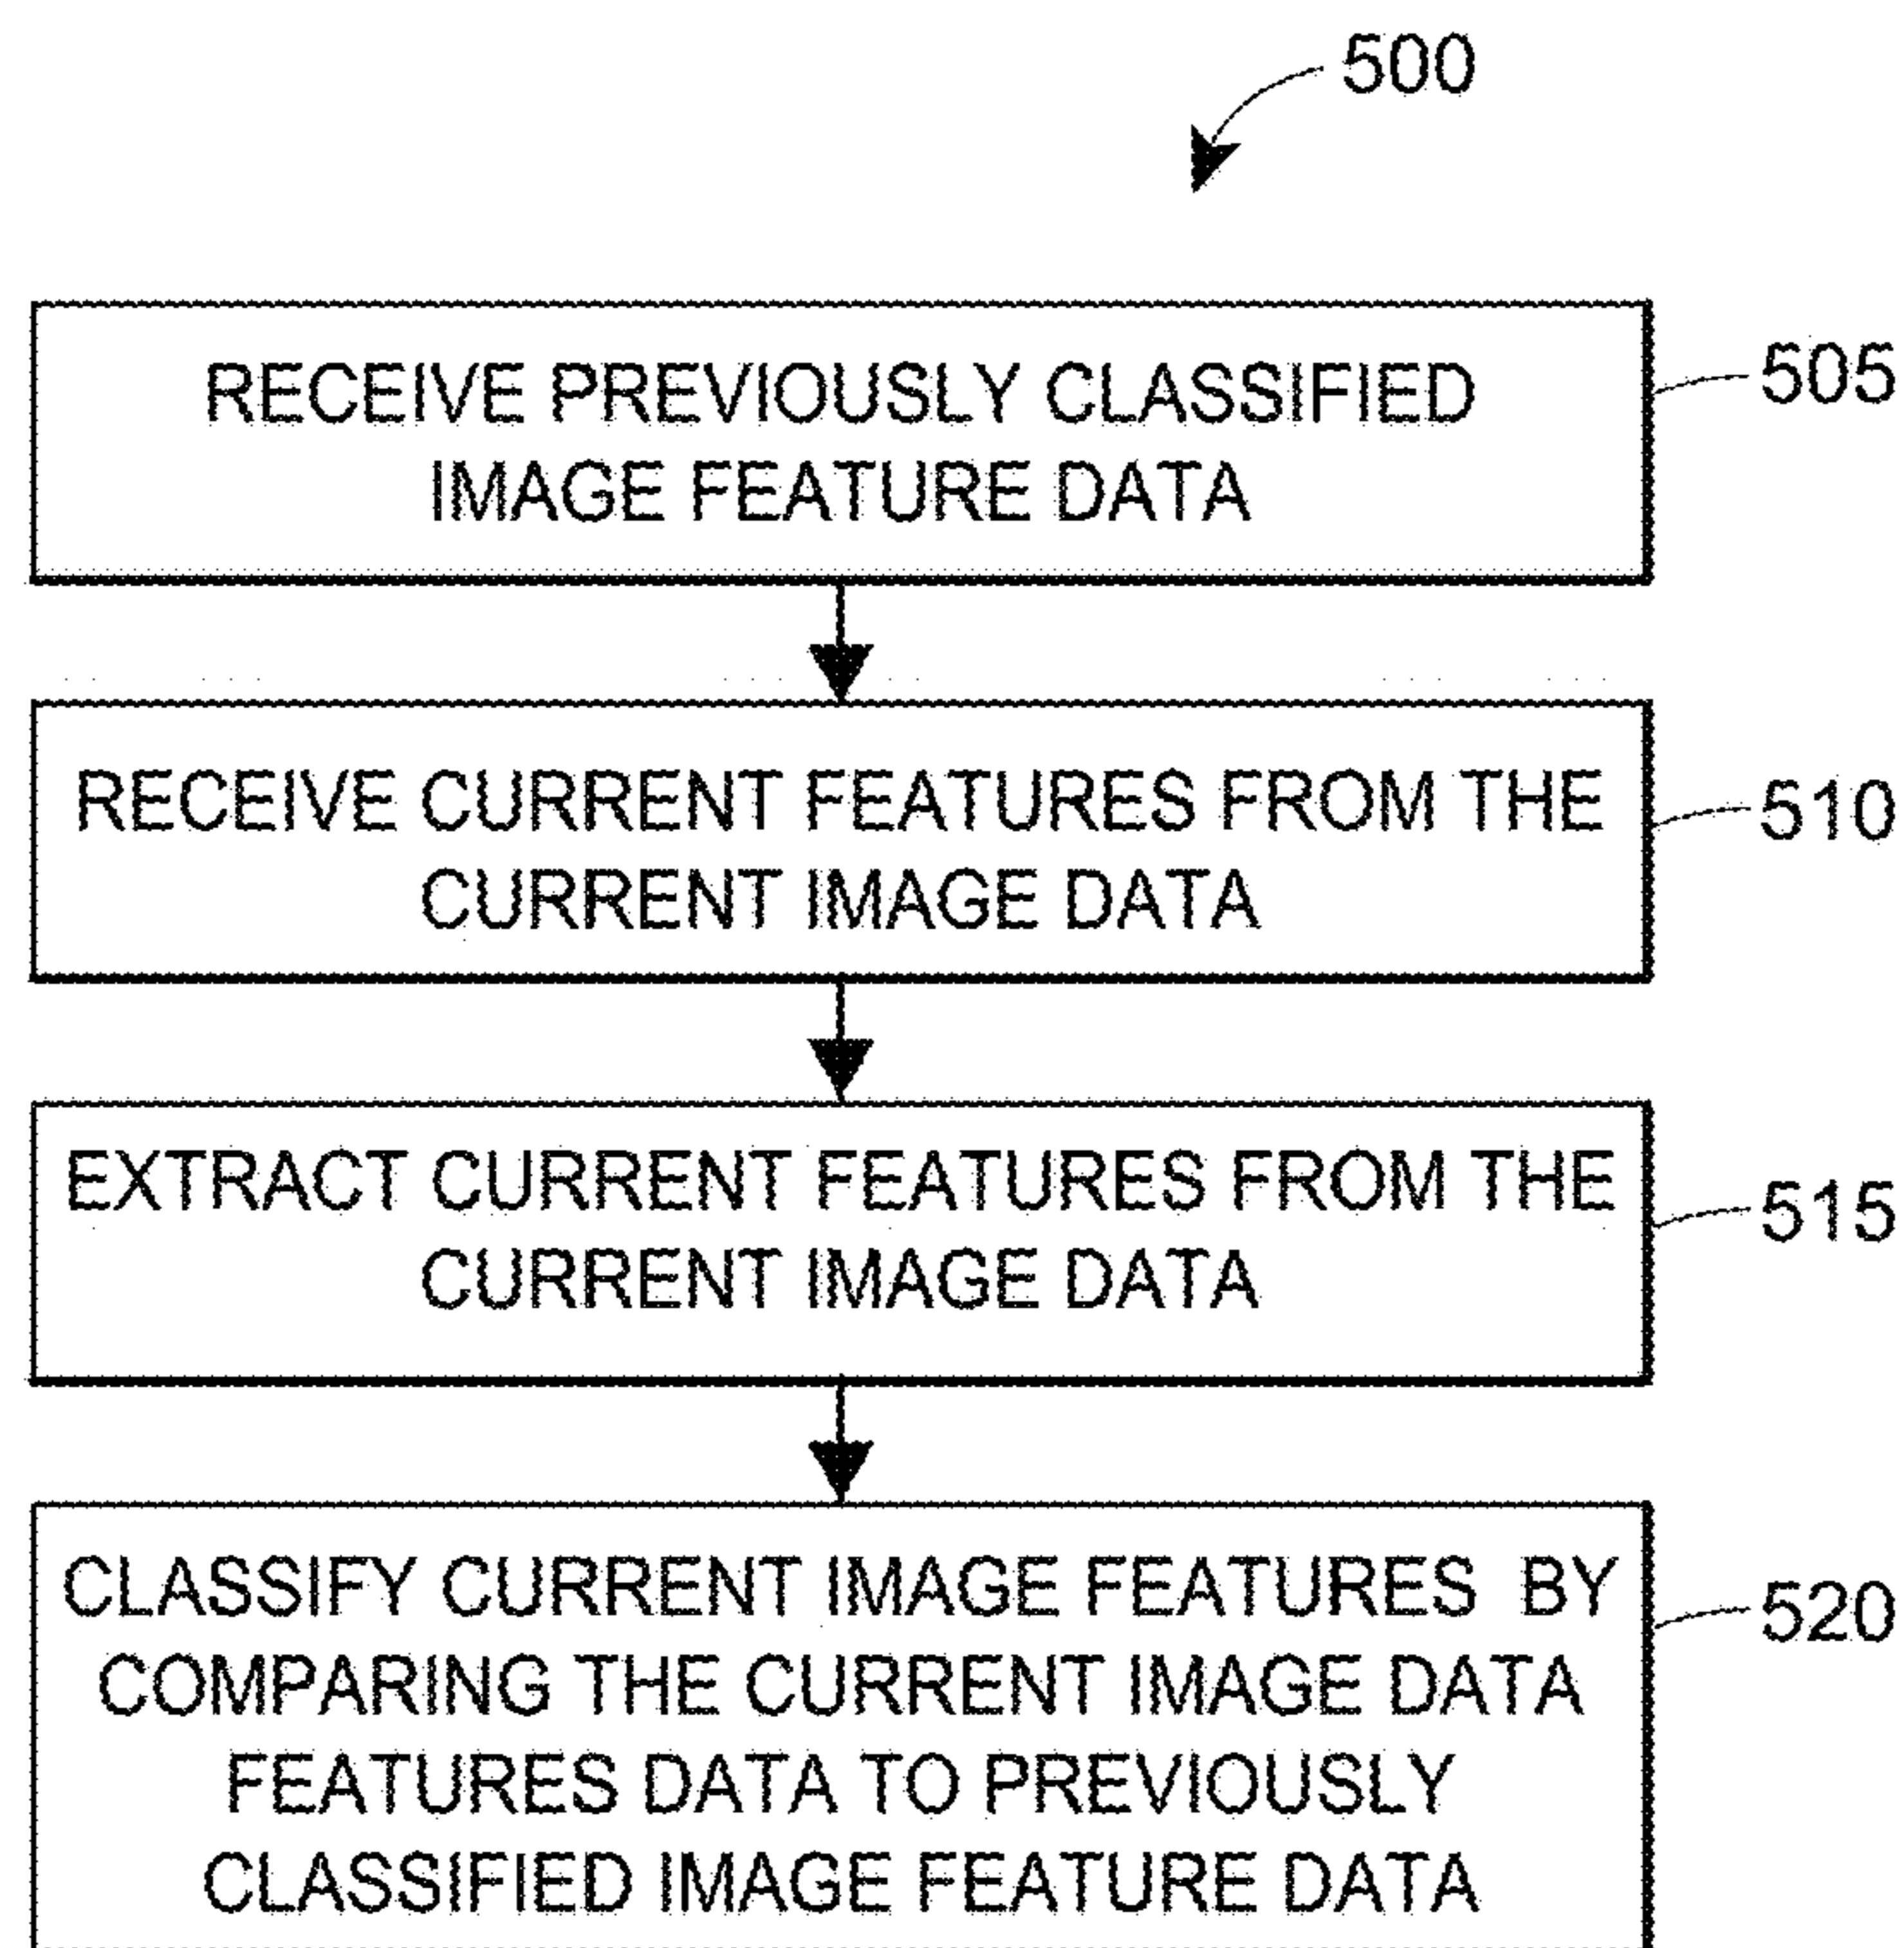 500
RECEIVE PREVIOUSLY CLASSIFIED
IMAGE FEATURE DATA
505
RECEIVE CURRENT FEATURES FROM THE
CURRENT IMAGE DATA
510
EXTRACT CURRENT FEATURES FROM THE
CURRENT IMAGE DATA
515
CLASSIFY CURRENT IMAGE FEATURES BY
COMPARING THE CURRENT IMAGE DATA
FEATURES DATA TO PREVIOUSLY
CLASSIFIED IMAGE FEATURE DATA
520